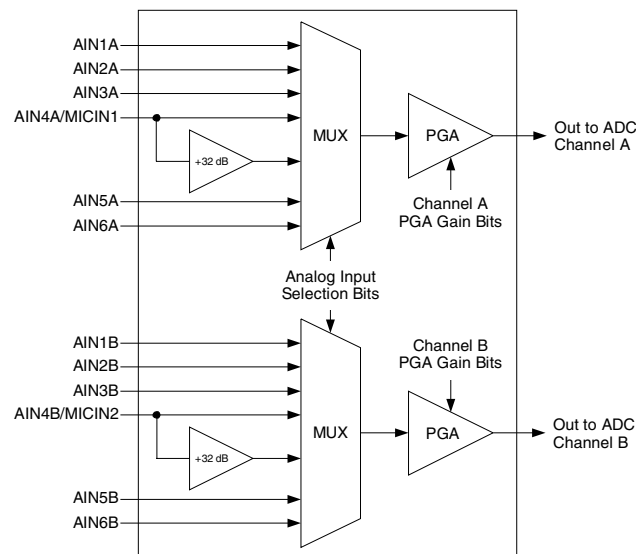 AIN1A
AIN2A
AIN3A
AIN4A/MICIN1
+32 dB
AIN5A
AIN6A
MUX
PGA
Out to ADC
Channel A
Channel A
PGA Gain Bits
Analog Input
Selection Bits
AIN1B
AIN2B
AIN3B
AIN4B/MICIN2
+32 dB
AIN5B
AIN6B
MUX
Channel B
PGA Gain Bits
PGA
Out to ADC
Channel B